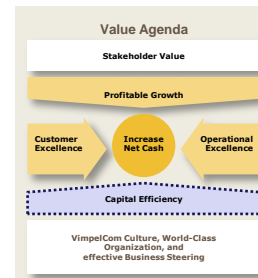 Value Agenda
Stakeholder Value
Profitable Growth
Customer
Excellence
Increase
Net Cash
Operational
Excellence
Capital Efficiency
VimpelCom Culture, World-Class
Organization, and
effective Business Steering